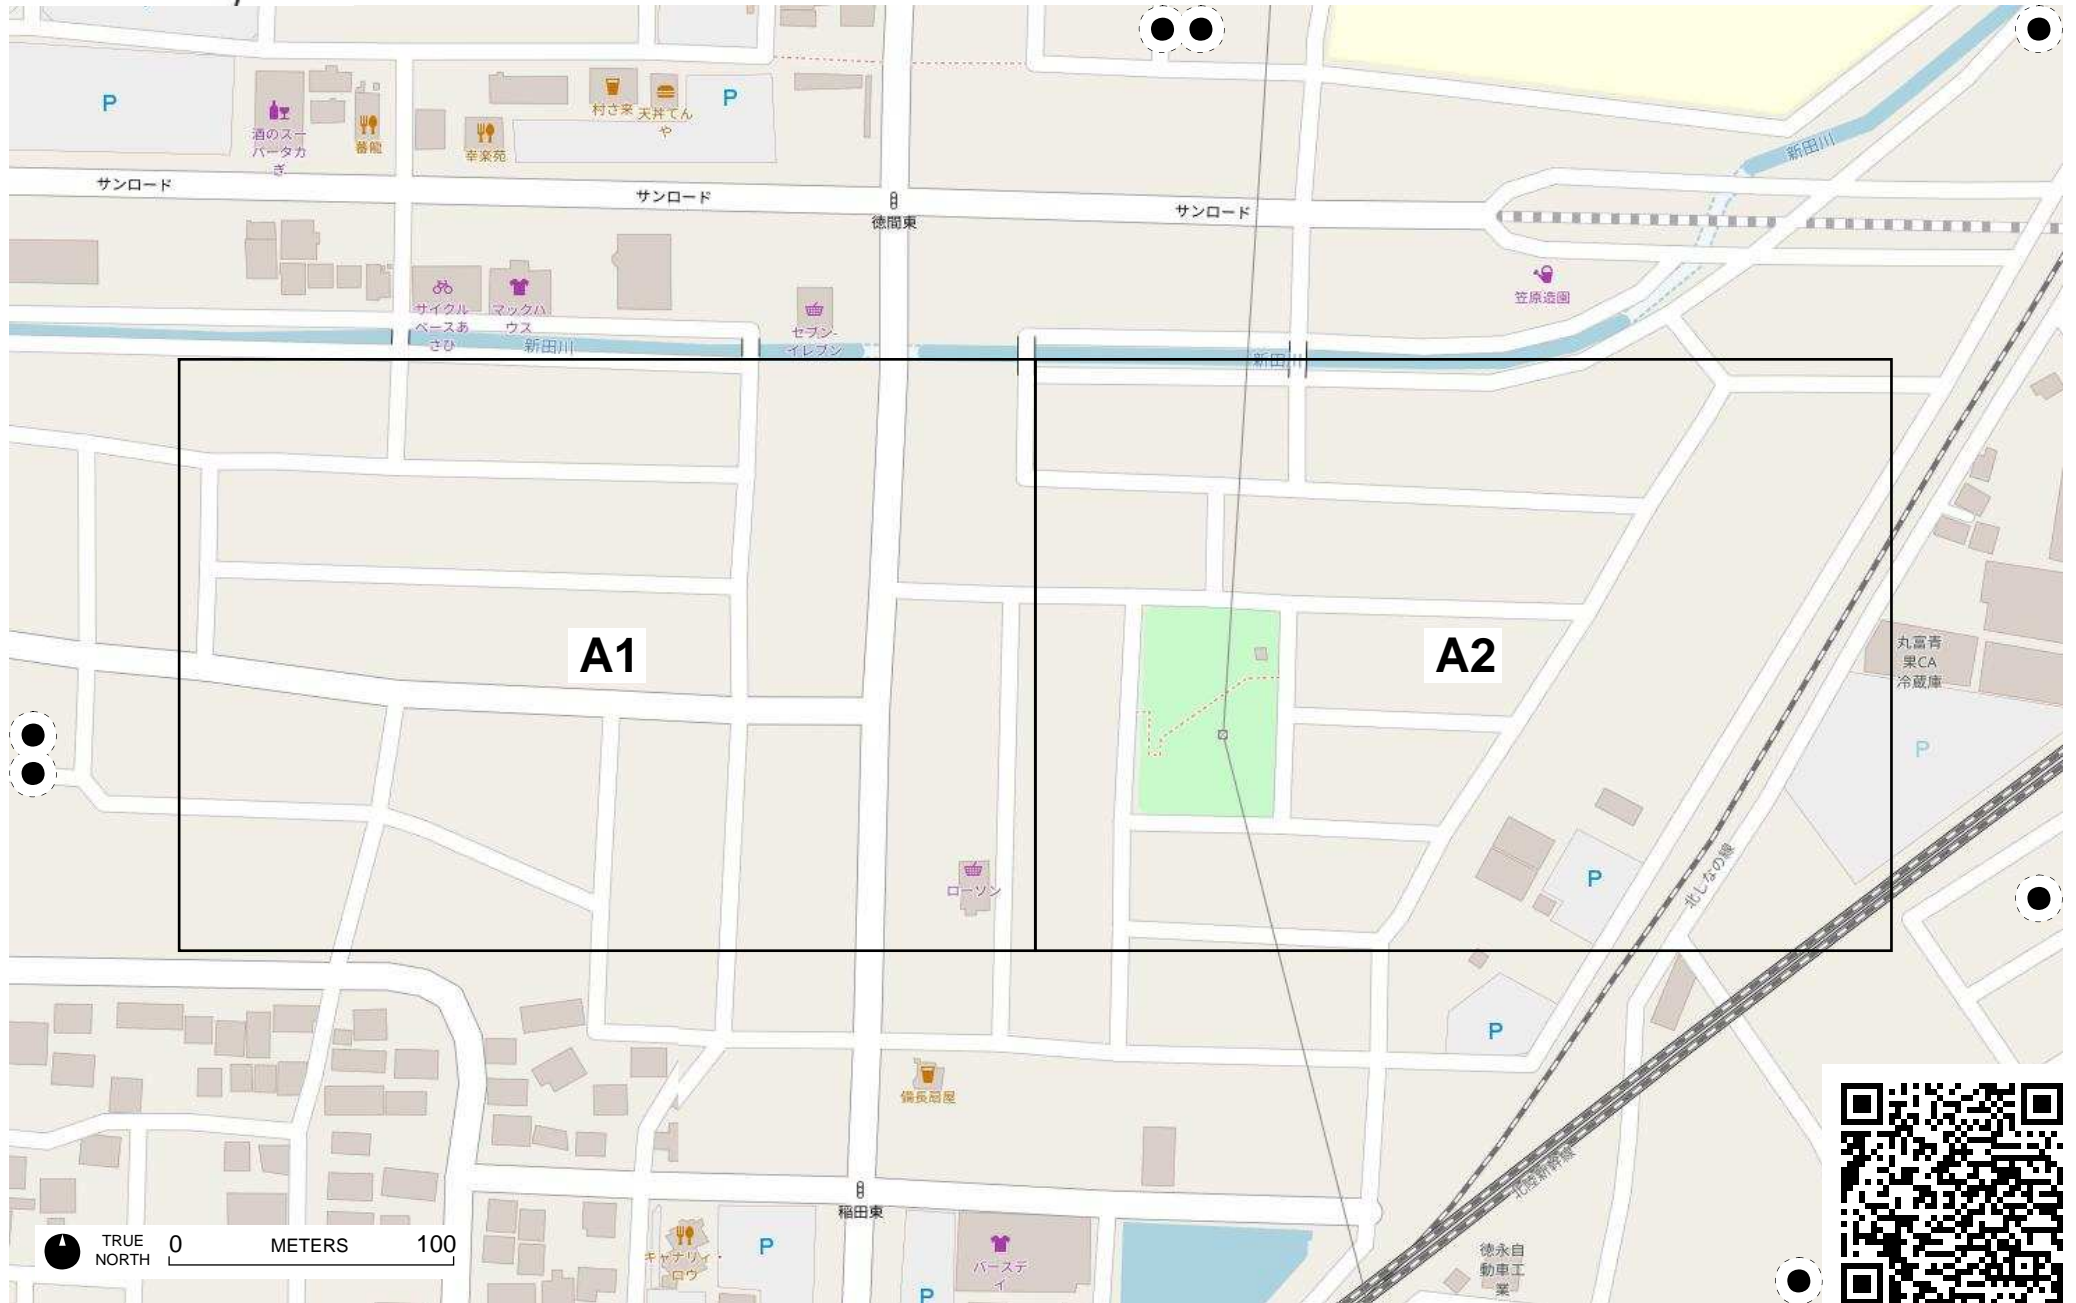 P
酒のスー
パータカ
ぎ
蕃龍
幸楽苑
村さ来
天丼てん
や
P
サンロード
サンロード
サンロード
徳間東
新田川
サイクル
ベースあ
さひ
マックハ
ウス
新田川
セブン-
イレブン
新田川
笠原造園
A1
A2
丸富青
果CA
冷蔵庫
P
ローソン
P
北しなの線
P
備長扇屋
北陸新幹線
稲田東
TRUE
NORTH
0
METERS
100
キャナリィ・
ロウ
P
P
バースデ
イ
徳永自
動車工
業